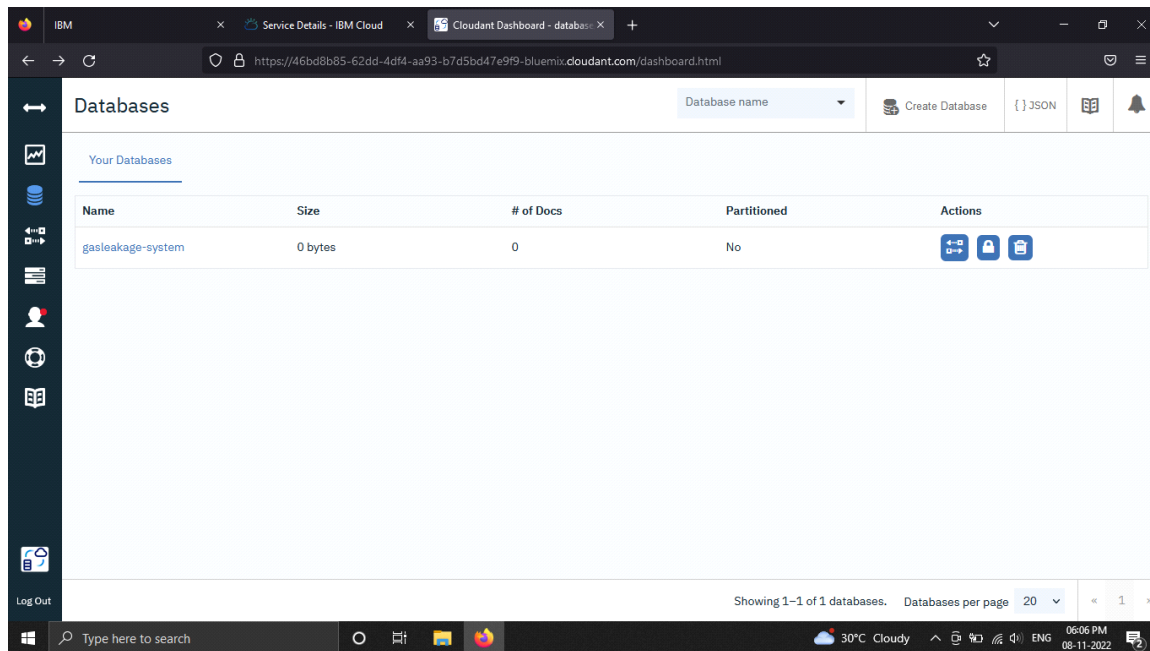 IBM
Service Details - IBM Cloud
Cloudant Dashboard - database
https://46bd8b85-62dd-4df4-aa93-b7d5bd47e9f9-bluemix.cloudant.com/dashboard.html
Databases
Database name
Create Database
{ } JSON
Your Databases
Name Size # of Docs Partitioned Actions
gasleakage-system 0 bytes 0 No
Log Out
Showing 1–1 of 1 databases. Databases per page 20 « 1 »
Type here to search
30°C Cloudy
ENG
06:06 PM
08-11-2022
2